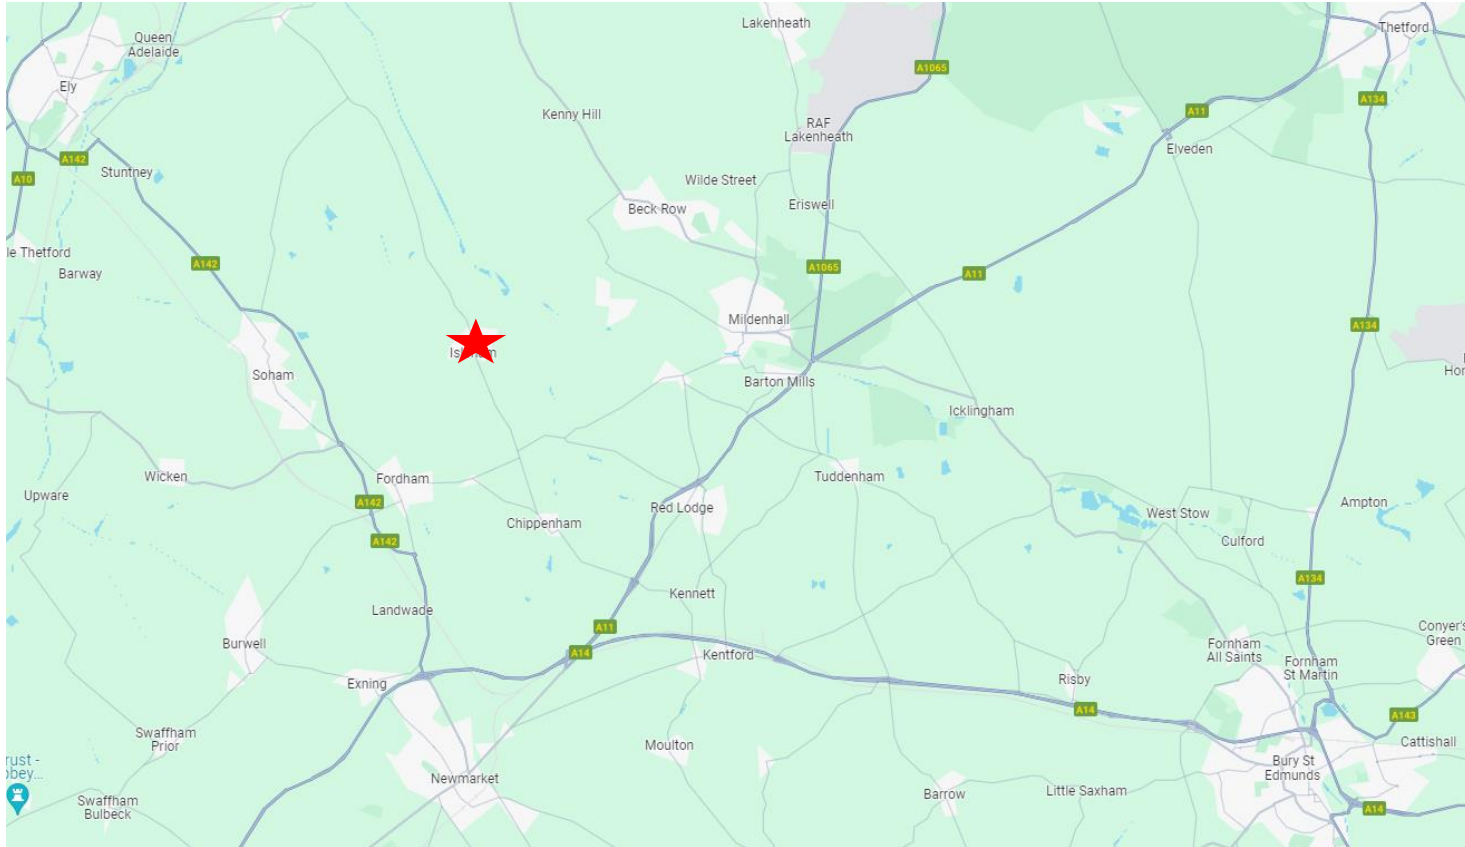 Lakenheath
Thetford
Queen
Adelaide
A1065
Ely
A134
A11
Kenny Hill
RAF
Lakenheath
Elveden
A142
Stuntney
A10
Wilde Street
Eriswell
Beck Row
le Thetford
Barway
A142
A1065
A11
Mildenhall
A134
Soham
Barton Mills
Icklingham
Wicken
Fordham
Tuddenham
Upware
A142
Red Lodge
Ampton
Chippenham
West Stow
A142
Culford
A134
Kennett
Landwade
A11
Conyer's
Green
Burwell
A14
Kentford
Fornham
All Saints
Fornham
St Martin
Exning
Risby
A14
A143
Swaffham
Prior
Moulton
Cattishall
rust -
bbey...
Newmarket
Bury St
Edmunds
Swaffham
Bulbeck
Barrow
Little Saxham
A14